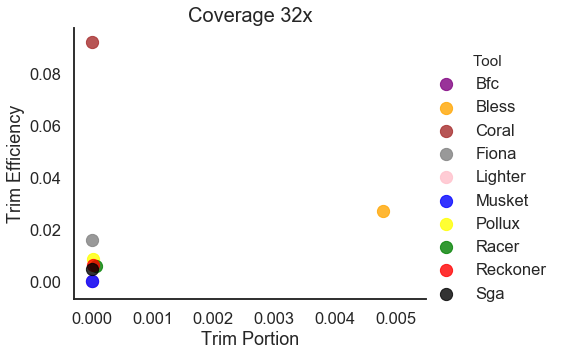 Coverage 32x
Trim Efficiency
0.08
0.06
0.04
0.02
0.00
0.000 0.001 0.002 0.003 0.004 0.005
Trim Portion
Tool
Bfc
Bless
Coral
Fiona
Lighter
Musket
Pollux
Racer
Reckoner
Sga